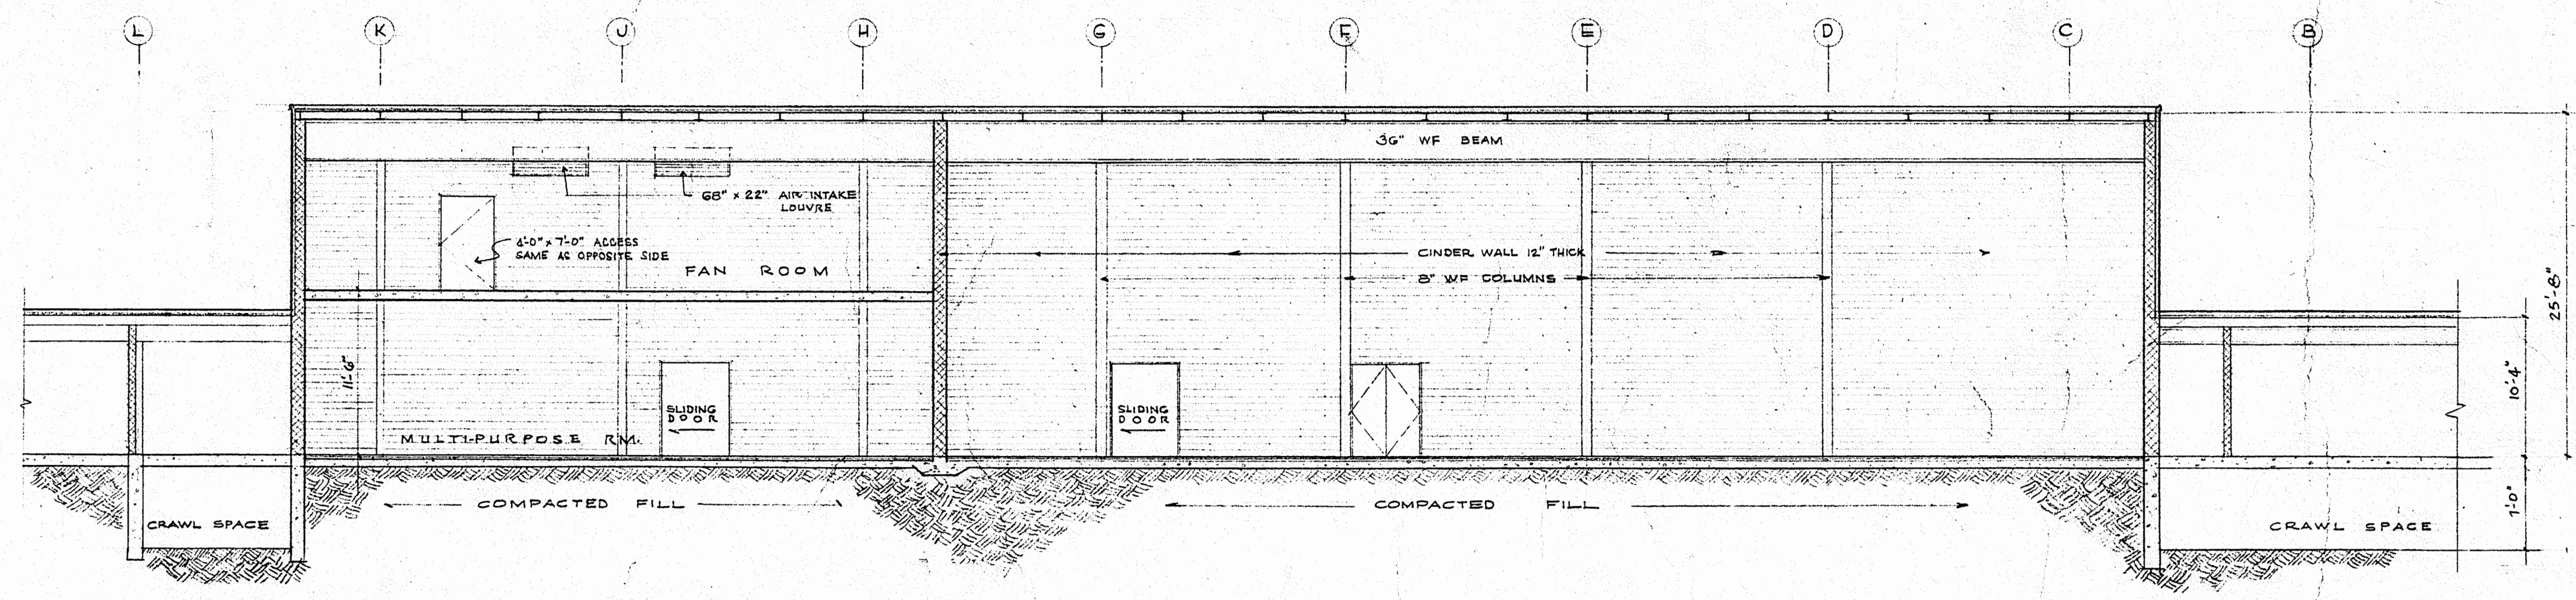 L K J H G F E D C B
36" WF BEAM
68" x 22" AIR INTAKE
LOUVRE
4'-0" x 7'-0" ACCESS
SAME AS OPPOSITE SIDE
FAN ROOM
CINDER WALL 12" THICK
8" WF COLUMNS
25'-8"
11'-6"
10'-4"
SLIDING
DOOR
SLIDING
DOOR
MULTI-PURPOSE RM.
COMPACTED FILL
COMPACTED FILL
7'-0"
CRAWL SPACE
CRAWL SPACE